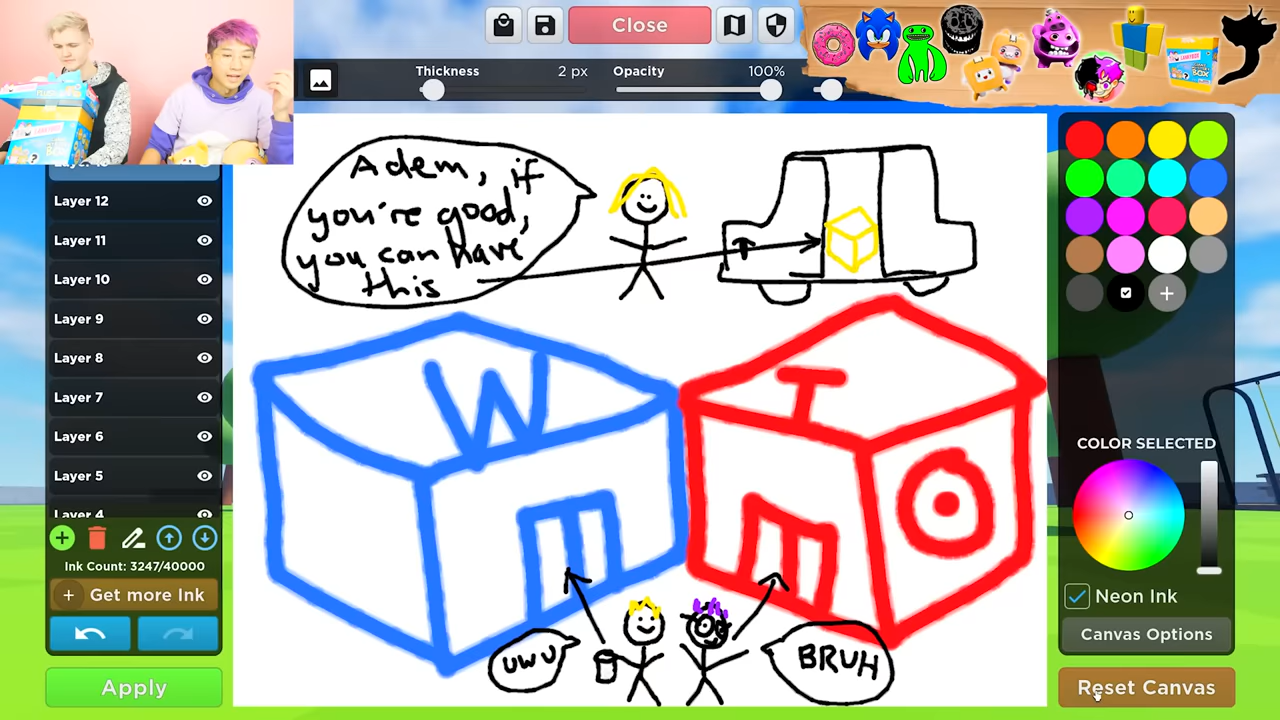 Close
Thickness
2 px
Opacity
100%
Adem, if
you're good,
you can have
this
Layer 12
Layer 11
Layer 10
Layer 9
Layer 8
Layer 7
Layer 6
Layer 5
Layer 4
Ink Count: 3247/40000
+ Get more Ink
Apply
W
T
UWU
BRUH
COLOR SELECTED
Neon Ink
Canvas Options
Reset Canvas